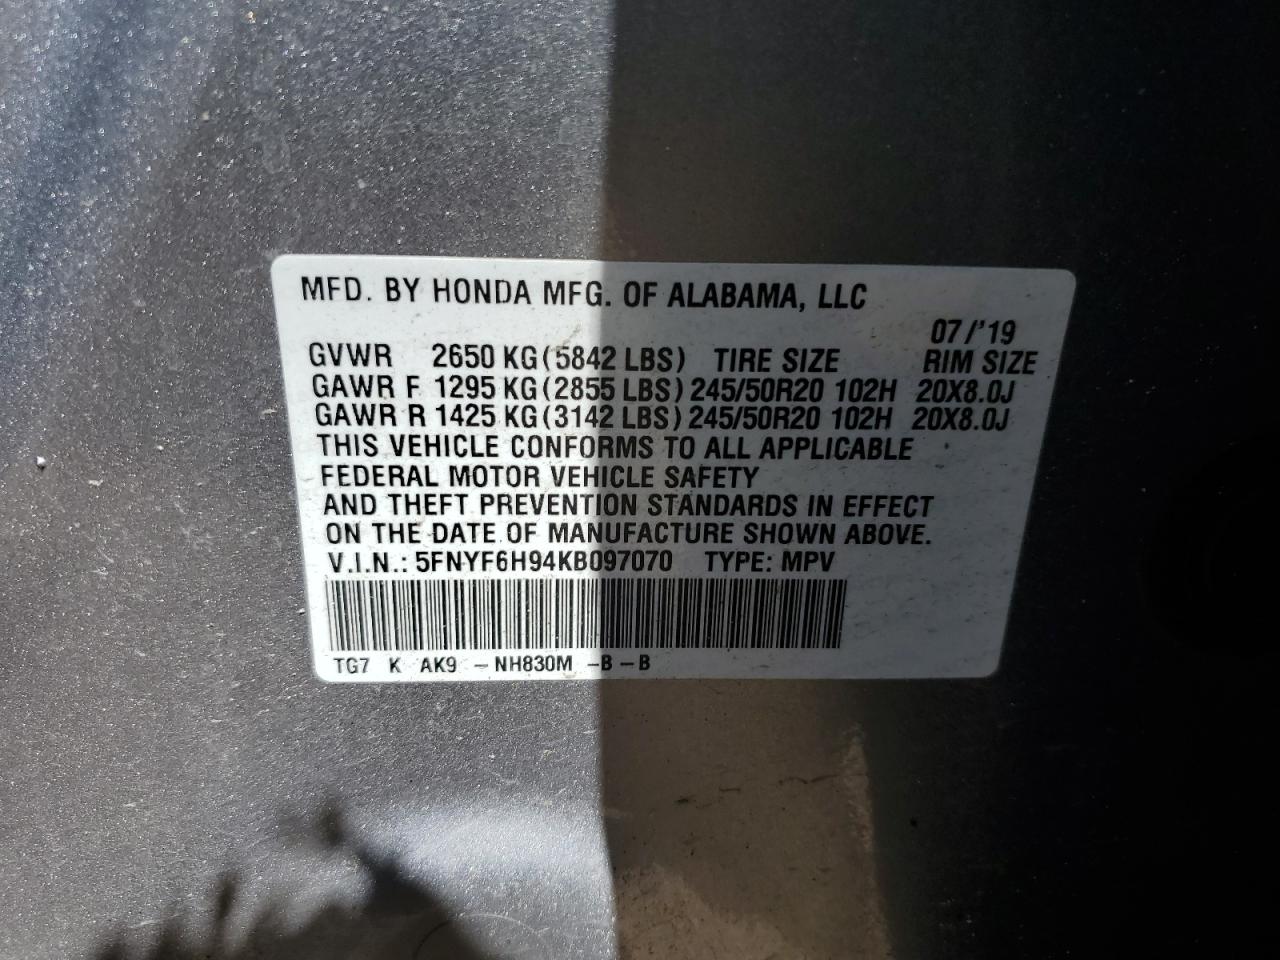 MFD. BY HONDA MFG. OF ALABAMA, LLC
07/'19
GVWR 2650 KG (5842 LBS) TIRE SIZE RIM SIZE
GAWR F 1295 KG (2855 LBS) 245/50R20 102H 20X8.0J
GAWR R 1425 KG (3142 LBS) 245/50R20 102H 20X8.0J
THIS VEHICLE CONFORMS TO ALL APPLICABLE
FEDERAL MOTOR VEHICLE SAFETY
AND THEFT PREVENTION STANDARDS IN EFFECT
ON THE DATE OF MANUFACTURE SHOWN ABOVE.
V.I.N.: 5FNYF6H94KB097070 TYPE: MPV
TG7 K AK9 - NH830M -B - B